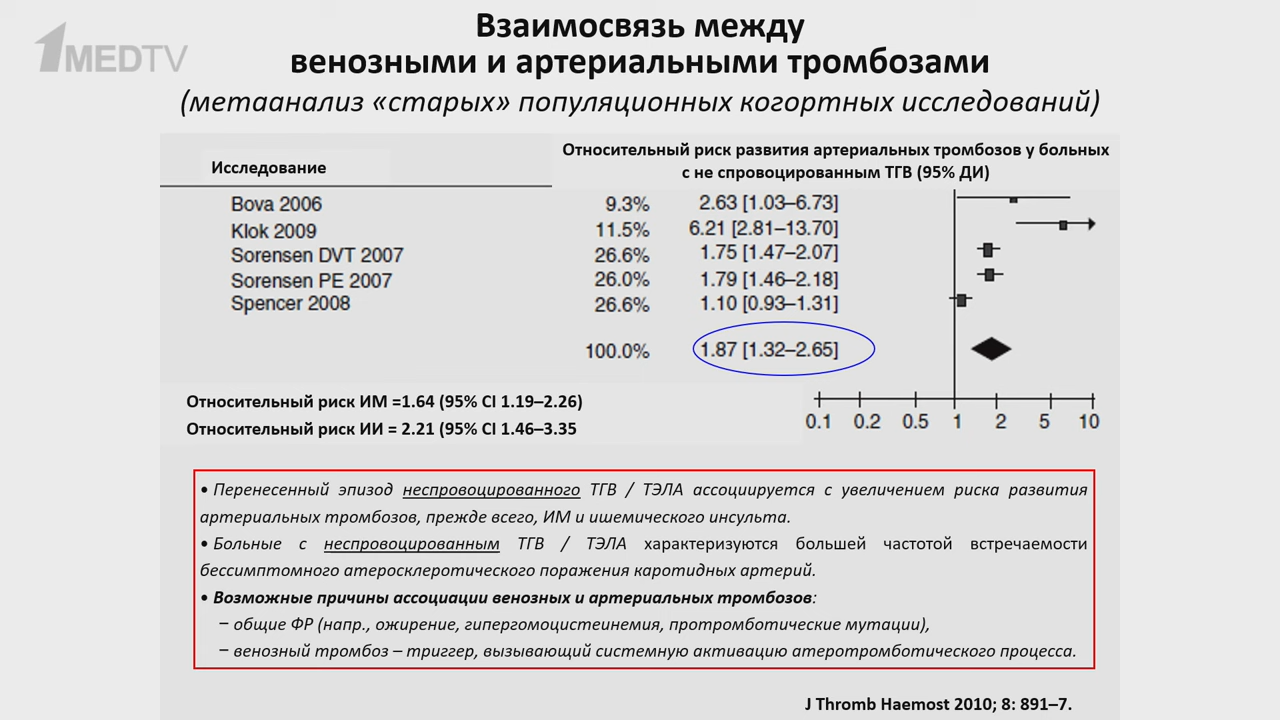 1MEDTV
Взаимосвязь между
венозными и артериальными тромбозами
(метаанализ «старых» популяционных когортных исследований)
Исследование
Относительный риск развития артериальных тромбозов у больных
с не спровоцированным ТГВ (95% ДИ)
Bova 2006 9.3% 2.63 [1.03–6.73]
Klok 2009 11.5% 6.21 [2.81–13.70]
Sorensen DVT 2007 26.6% 1.75 [1.47–2.07]
Sorensen PE 2007 26.0% 1.79 [1.46–2.18]
Spencer 2008 26.6% 1.10 [0.93–1.31]
100.0% 1.87 [1.32–2.65]
0.1 0.2 0.5 1 2 5 10
Относительный риск ИМ =1.64 (95% CI 1.19–2.26)
Относительный риск ИИ = 2.21 (95% CI 1.46–3.35
• Перенесенный эпизод неспровоцированного ТГВ / ТЭЛА ассоциируется с увеличением риска развития
артериальных тромбозов, прежде всего, ИМ и ишемического инсульта.
• Больные с неспровоцированным ТГВ / ТЭЛА характеризуются большей частотой встречаемости
бессимптомного атеросклеротического поражения каротидных артерий.
• Возможные причины ассоциации венозных и артериальных тромбозов:
− общие ФР (напр., ожирение, гипергомоцистеинемия, протромботические мутации),
− венозный тромбоз – триггер, вызывающий системную активацию атеротромботического процесса.
J Thromb Haemost 2010; 8: 891–7.